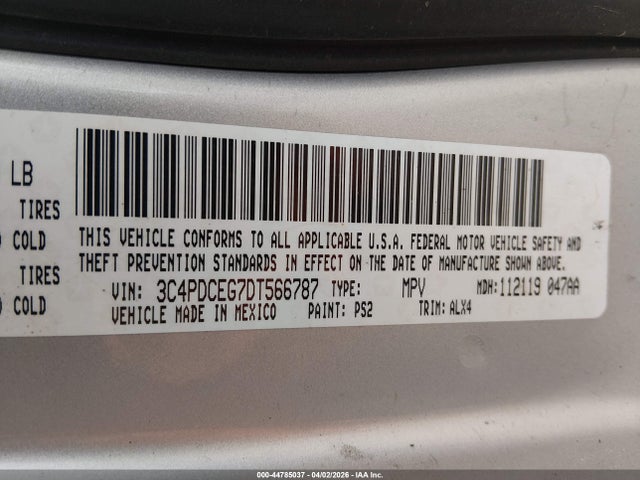 LB
TIRES
COLD
TIRES
COLD
THIS VEHICLE CONFORMS TO ALL APPLICABLE U.S.A. FEDERAL MOTOR VEHICLE SAFETY AND
THEFT PREVENTION STANDARDS IN EFFECT ON THE DATE OF MANUFACTURE SHOWN ABOVE.
VIN: 3C4PDCEG7DT566787 TYPE: MPV MDH: 112119 047AA
VEHICLE MADE IN MEXICO PAINT: PS2 TRIM: ALX4
000-44785037 - 04/02/2026 - IAA Inc.